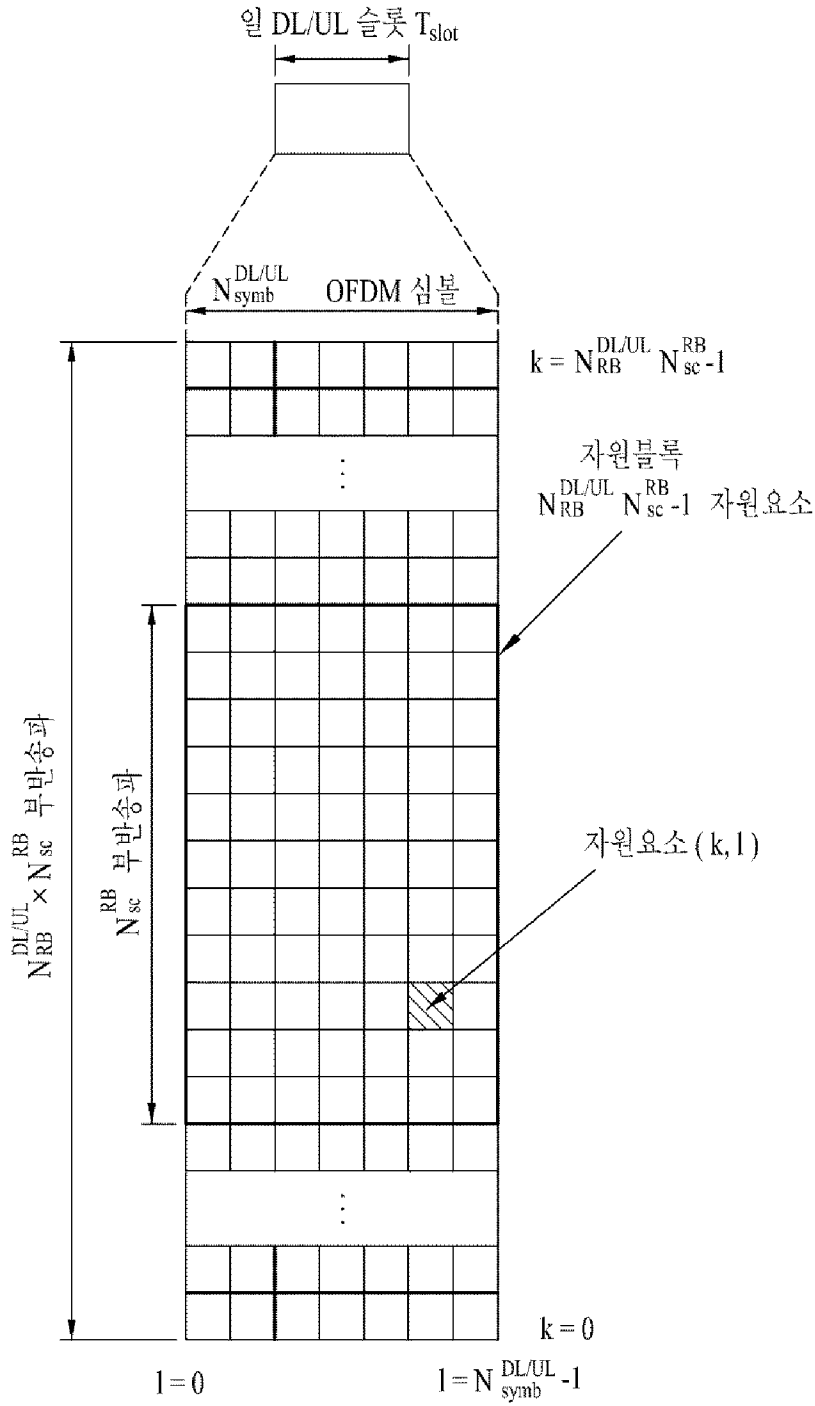 일 DL/UL 슬롯 T_slot
N_symb^DL/UL OFDM 심볼
k = N_RB^DL/UL N_sc^RB -1
자원블록
N_RB^DL/UL N_sc^RB -1 자원요소
N_RB^DL/UL × N_sc^RB 부반송파
N_sc^RB 부반송파
자원요소 (k, l)
k = 0
l = 0
l = N_symb^DL/UL -1